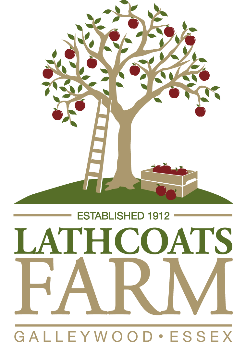 ESTABLISHED 1912
LATHCOATS
FARM
GALLEYWOOD • ESSEX